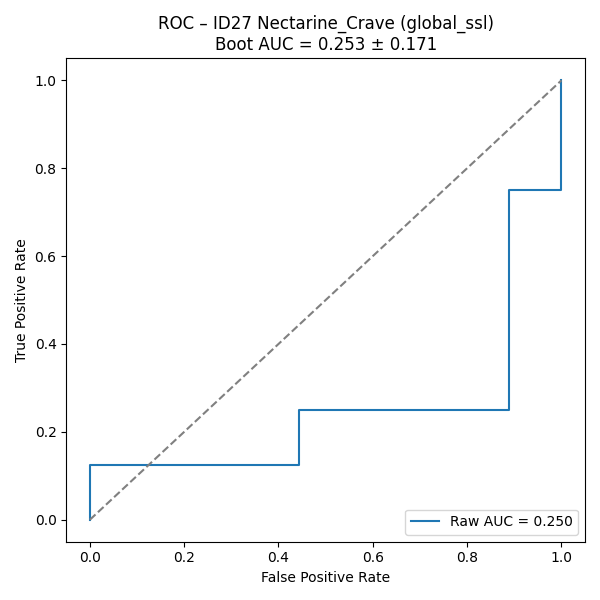 ROC – ID27 Nectarine_Crave (global_ssl)
Boot AUC = 0.253 ± 0.171
1.0
0.8
0.6
0.4
0.2
0.0
True Positive Rate
Raw AUC = 0.250
0.0 0.2 0.4 0.6 0.8 1.0
False Positive Rate